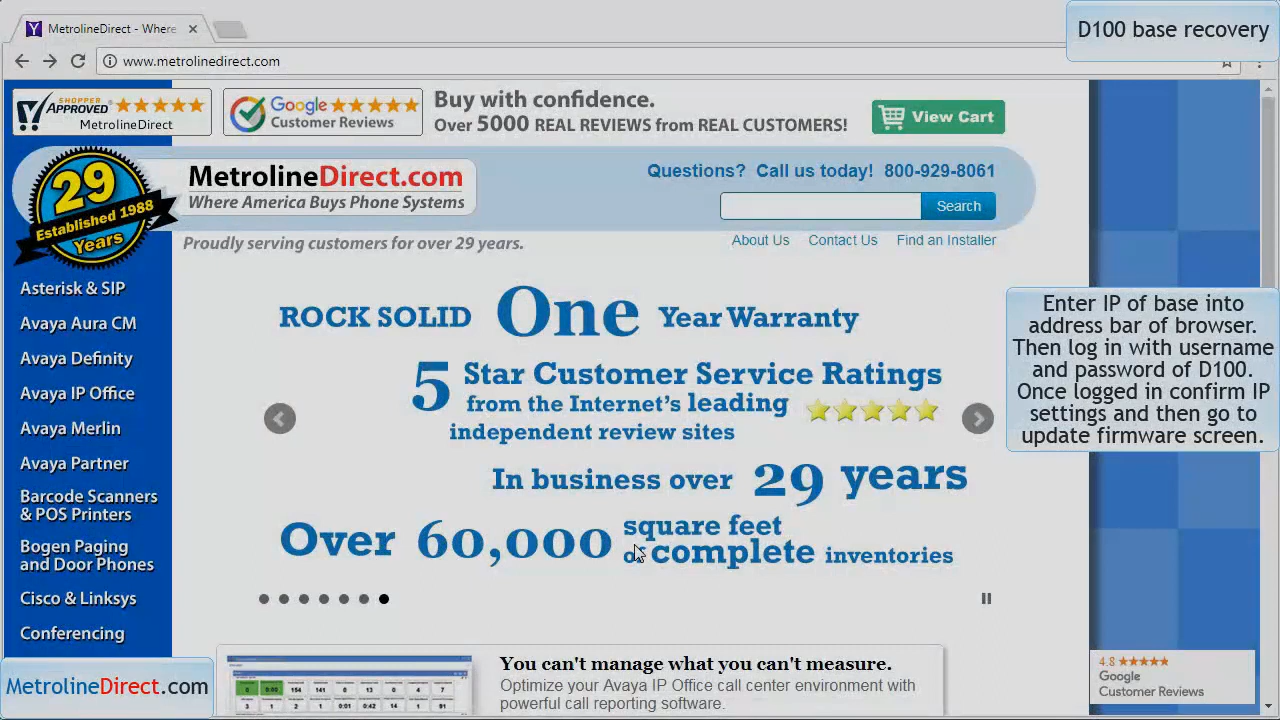 MetrolineDirect - Where
D100 base recovery
www.metrolinedirect.com
SHOPPER APPROVED
MetrolineDirect
Google
Customer Reviews
Buy with confidence.
Over 5000 REAL REVIEWS from REAL CUSTOMERS!
View Cart
29
Established 1988
Years
MetrolineDirect.com
Where America Buys Phone Systems
Questions? Call us today! 800-929-8061
Search
Proudly serving customers for over 29 years.
About Us Contact Us Find an Installer
Asterisk & SIP
Avaya Aura CM
Avaya Definity
Avaya IP Office
Avaya Merlin
Avaya Partner
Barcode Scanners
& POS Printers
Bogen Paging
and Door Phones
Cisco & Linksys
Conferencing
ROCK SOLID One Year Warranty
5 Star Customer Service Ratings
from the Internet's leading
independent review sites
In business over 29 years
Over 60,000 square feet
of complete inventories
Enter IP of base into
address bar of browser.
Then log in with username
and password of D100.
Once logged in confirm IP
settings and then go to
update firmware screen.
You can't manage what you can't measure.
Optimize your Avaya IP Office call center environment with
powerful call reporting software.
MetrolineDirect.com
4.8
Google
Customer Reviews